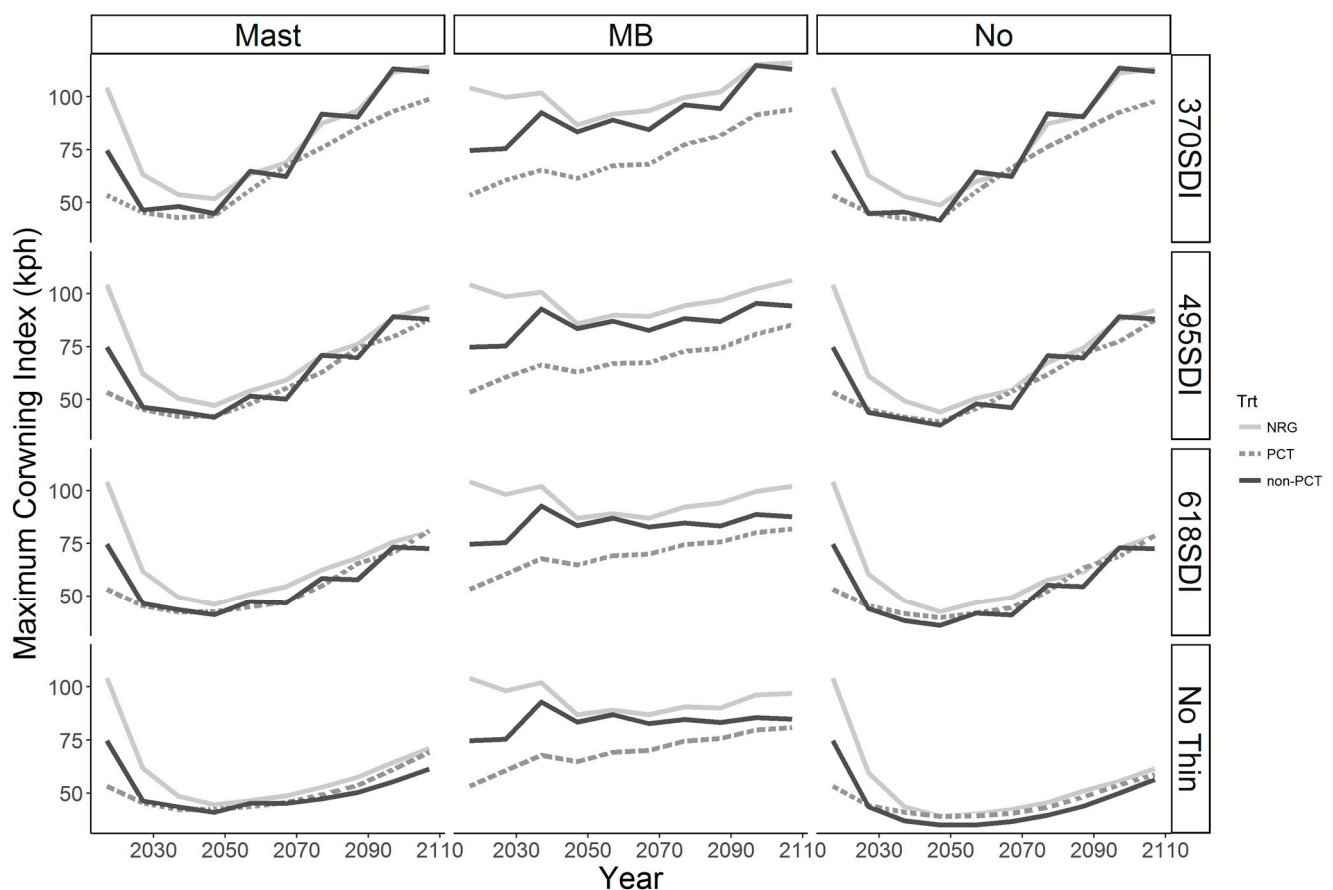 Mast MB No
Maximum Corwning Index (kph)
100
75
50
370SDI
100
75
50
495SDI
100
75
50
618SDI
100
75
50
No Thin
2030 2050 2070 2090 2110 2030 2050 2070 2090 2110 2030 2050 2070 2090 2110
Year
Trt
NRG
PCT
non-PCT